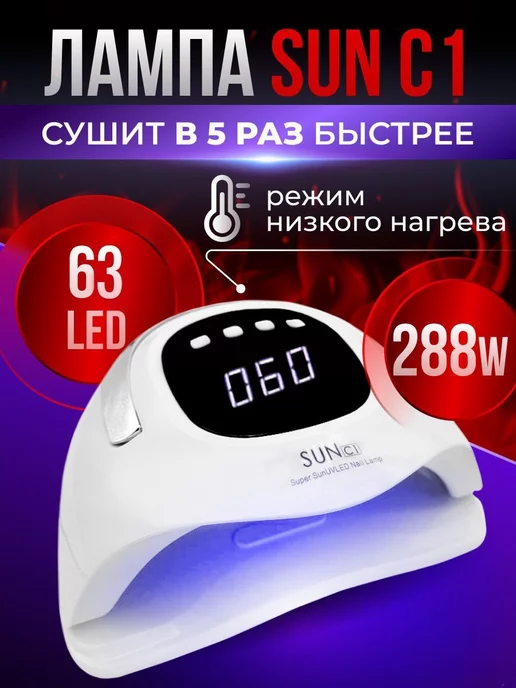 ЛАМПА SUN C1
СУШИТ В 5 РАЗ БЫСТРЕЕ
режим
низкого нагрева
63
LED
288W
060
SUN C1
Super SunUVLED Nail Lamp